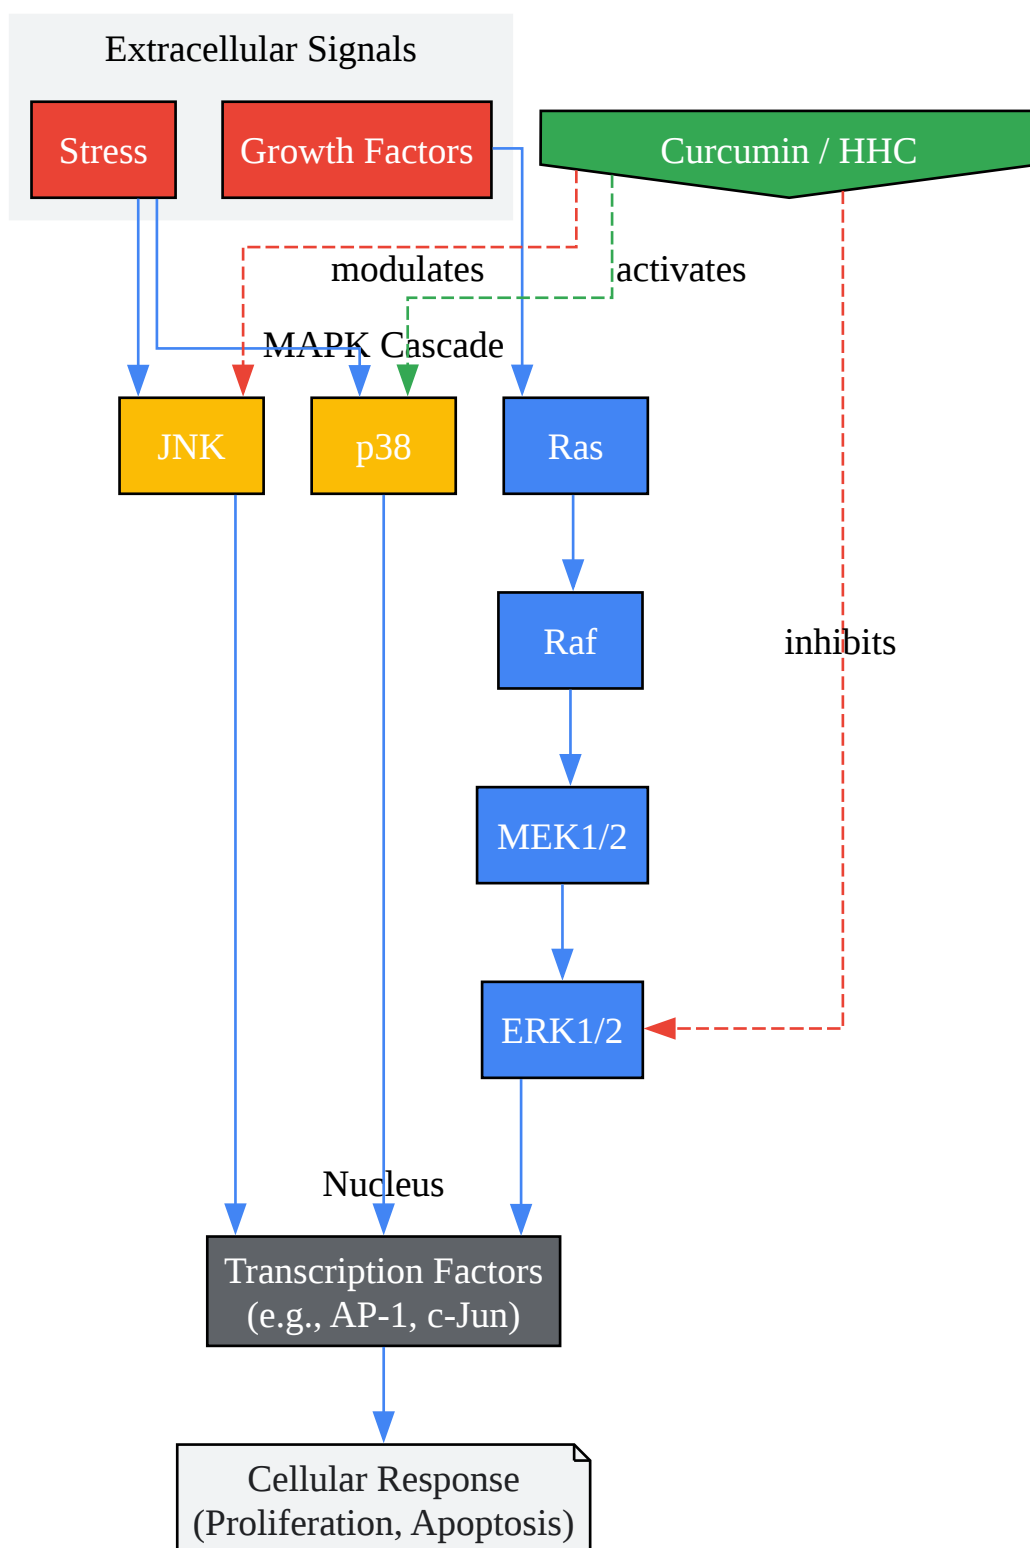 Extracellular Signals
Stress
Growth Factors
Curcumin / HHC
modulates
activates
MAPK Cascade
JNK
p38
Ras
Raf
inhibits
MEK1/2
ERK1/2
Nucleus
Transcription Factors
(e.g., AP-1, c-Jun)
Cellular Response
(Proliferation, Apoptosis)